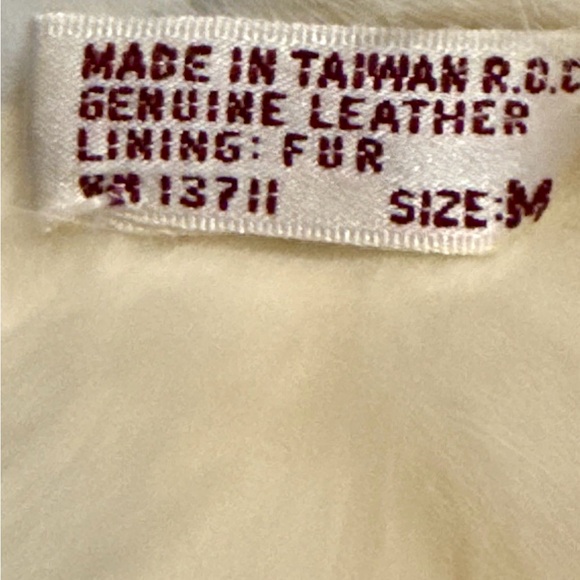 MADE IN TAIWAN R.O.C
GENUINE LEATHER
LINING: FUR
13711 SIZE:M